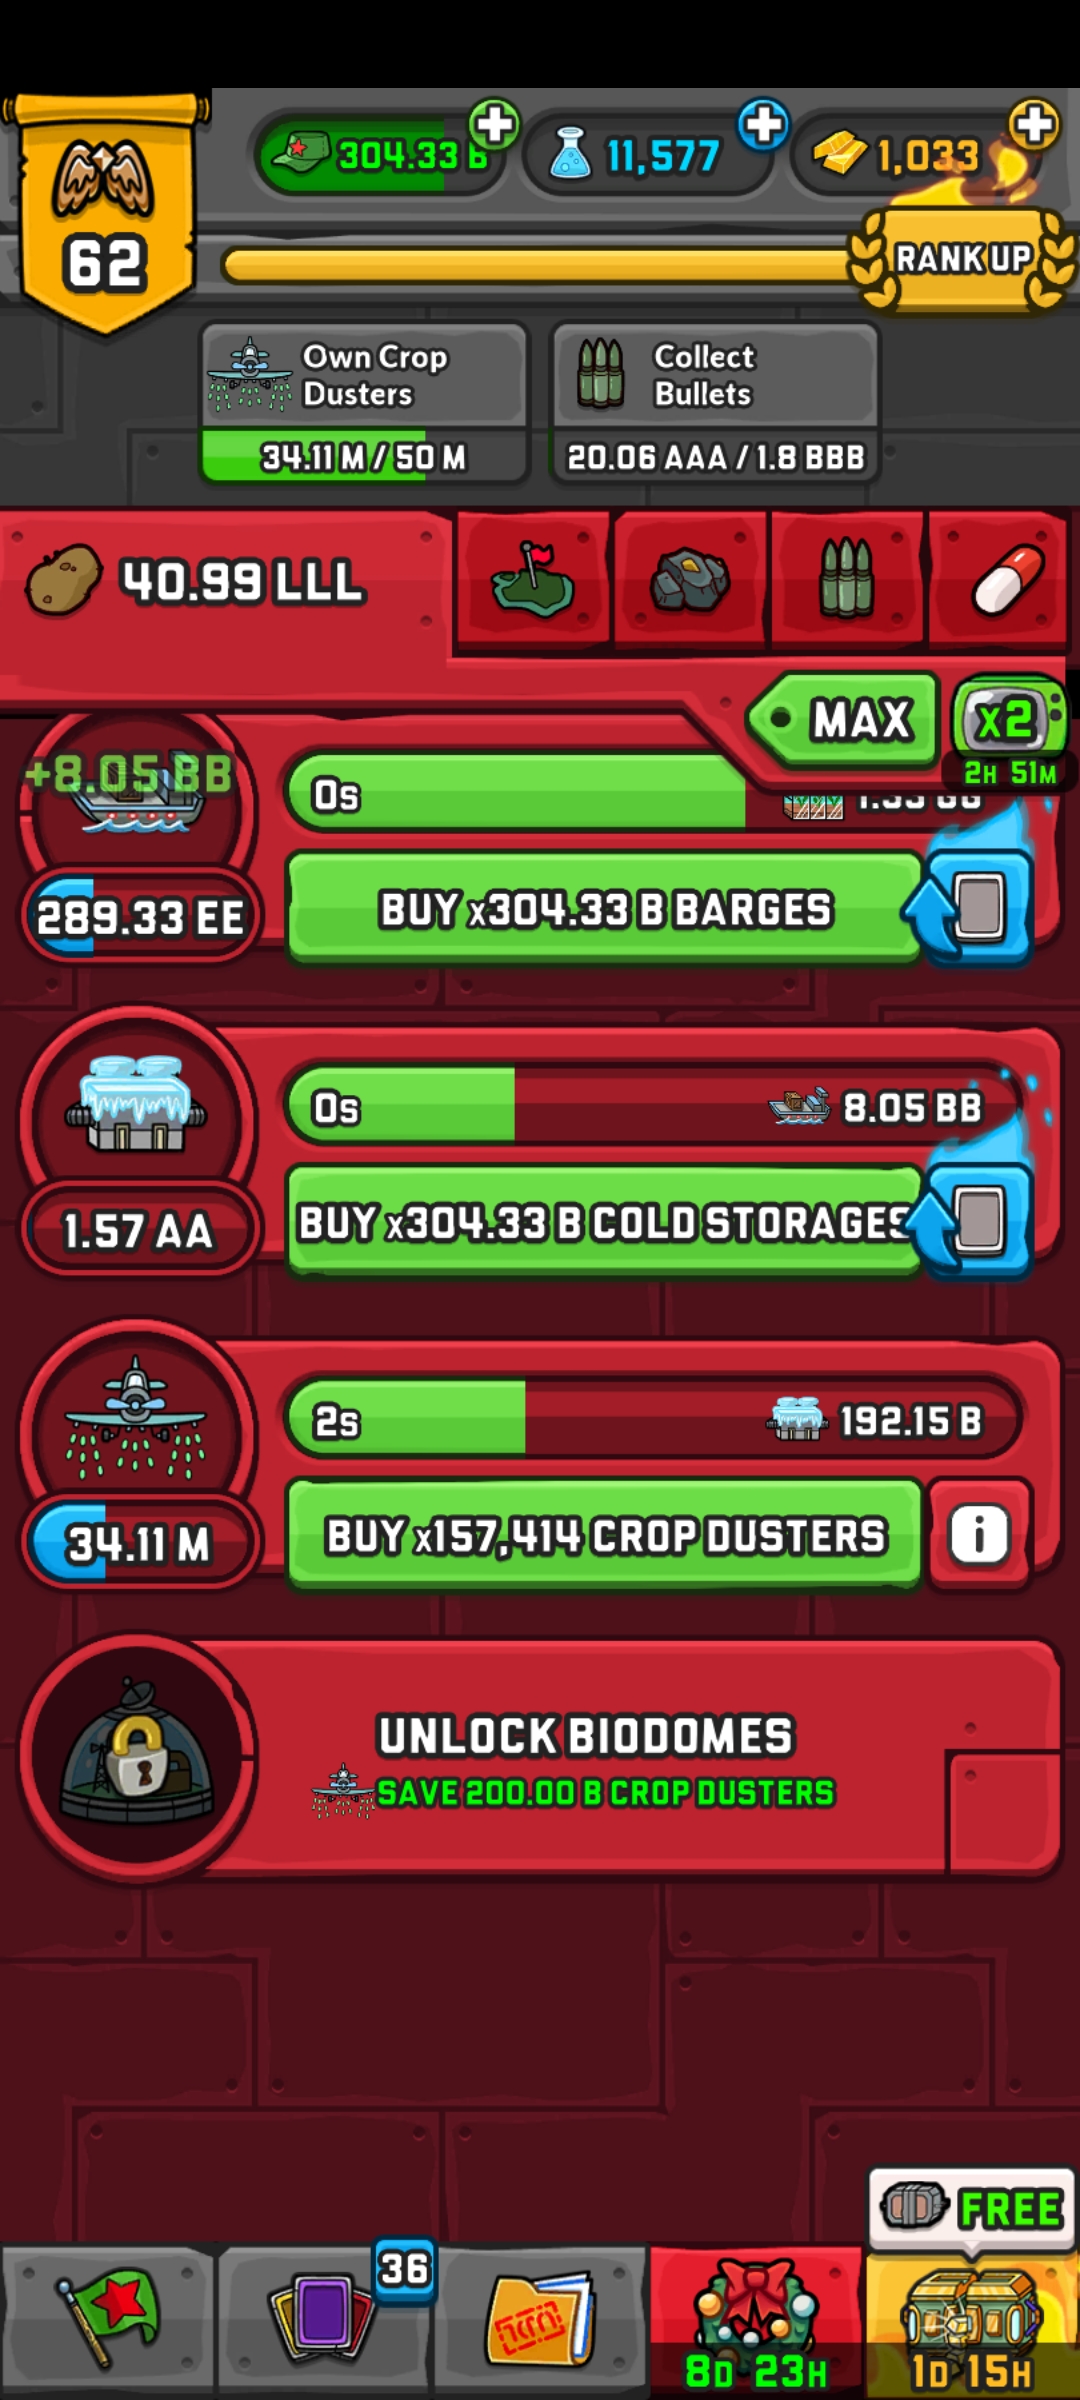 304.33 B
11,577
1,033
62
RANK UP
Own Crop
Dusters
34.11 M / 50 M
Collect
Bullets
20.06 AAA / 1.8 BBB
40.99 LLL
MAX
x2
2H 51M
+8.05 BB
0s
289.33 EE
BUY x304.33 B BARGES
0s
8.05 BB
1.57 AA
BUY x304.33 B COLD STORAGES
2s
192.15 B
34.11 M
BUY x157,414 CROP DUSTERS
i
UNLOCK BIODOMES
SAVE 200.00 B CROP DUSTERS
FREE
36
8D 23H
1D 15H